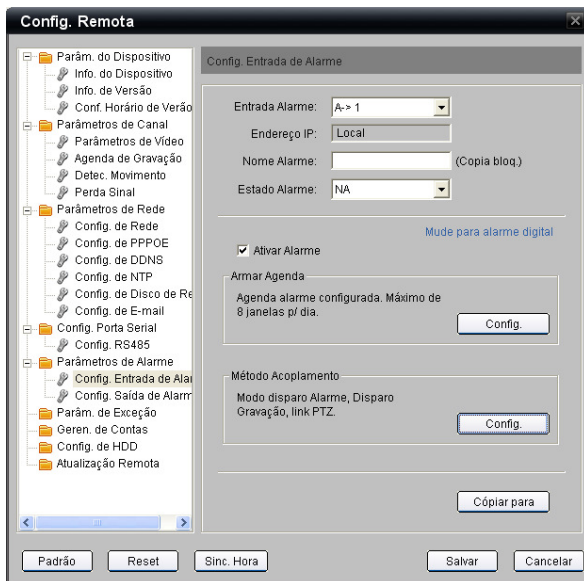 Config. Remota
Parâm. do Dispositivo
Info. do Dispositivo
Info. de Versão
Conf. Horário de Verão
Parâmetros de Canal
Parâmetros de Vídeo
Agenda de Gravação
Detec. Movimento
Perda Sinal
Parâmetros de Rede
Config. de Rede
Config. de PPPOE
Config. de DDNS
Config. de NTP
Config. de Disco de Re
Config. de E-mail
Config. Porta Serial
Config. RS485
Parâmetros de Alarme
Config. Entrada de Alar
Config. Saída de Alarm
Parâm. de Exceção
Geren. de Contas
Config. de HDD
Atualização Remota
Config. Entrada de Alarme
Entrada Alarme: A-> 1
Endereço IP: Local
Nome Alarme: (Copia bloq.)
Estado Alarme: NA
Mude para alarme digital
Ativar Alarme
Armar Agenda
Agenda alarme configurada. Máximo de
8 janelas p/ dia.
Config.
Método Acoplamento
Modo disparo Alarme, Disparo
Gravação, link PTZ.
Config.
Cópiar para
Padrão Reset Sinc. Hora Salvar Cancelar